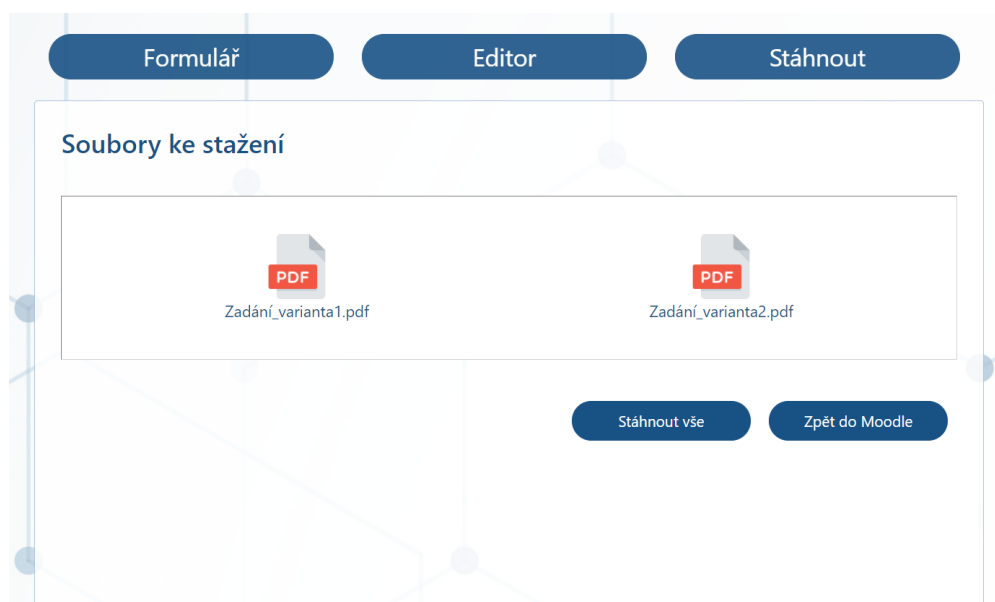 Formulář Editor Stáhnout
Soubory ke stažení
PDF PDF
Zadání_varianta1.pdf Zadání_varianta2.pdf
Stáhnout vše Zpět do Moodle